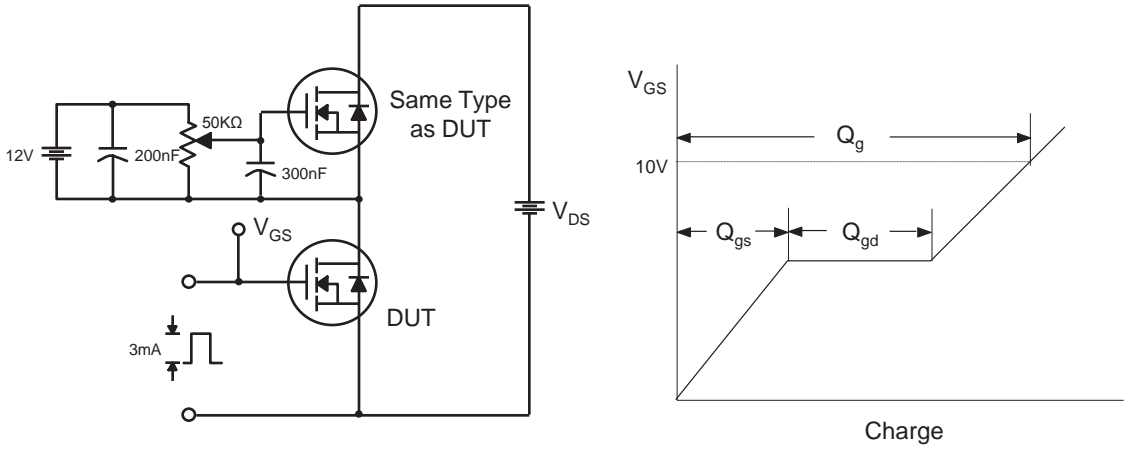 12V
200nF
50KΩ
300nF
Same Type
as DUT
V_DS
V_GS
DUT
3mA
V_GS
10V
Q_g
Q_gs
Q_gd
Charge